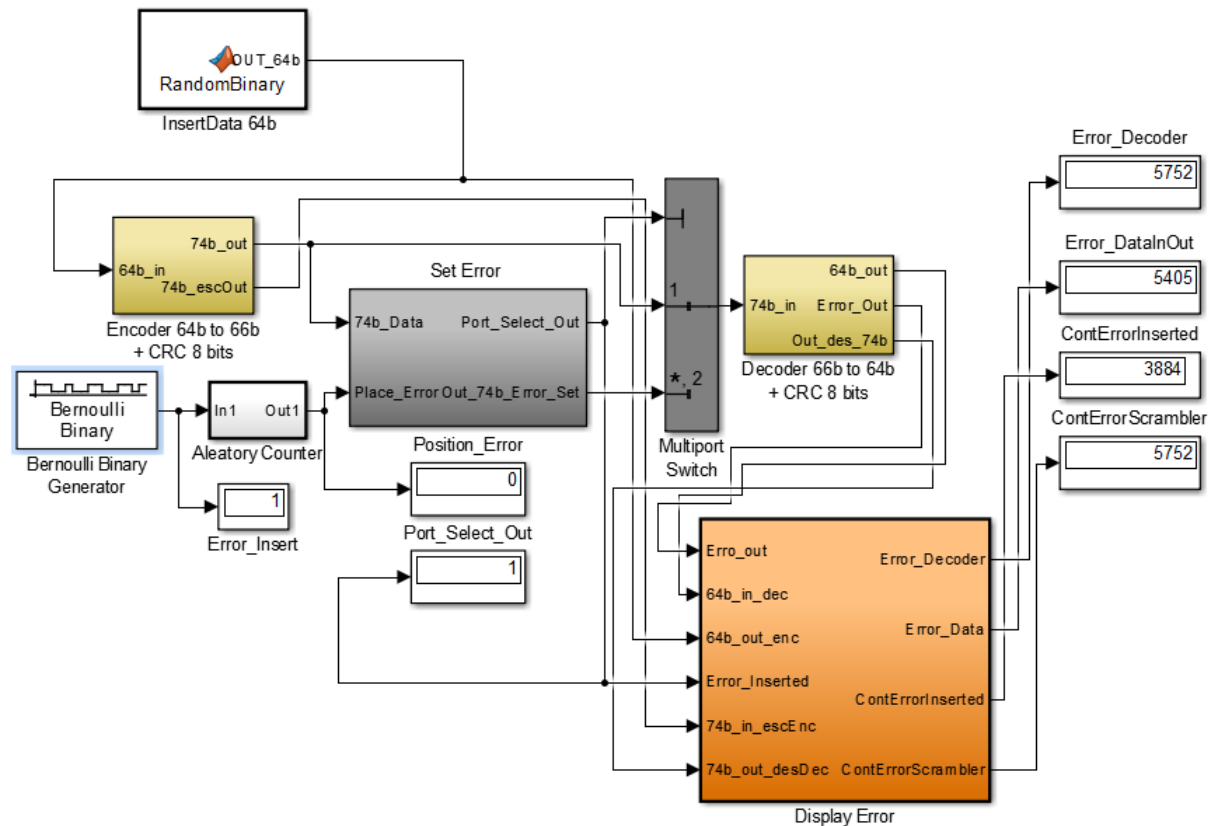 OUT_64b
RandomBinary
InsertData 64b
Error_Decoder
5752
74b_out
64b_in
74b_escOut
Encoder 64b to 66b
+ CRC 8 bits
Set Error
74b_Data
Port_Select_Out
Place_Error
Out_74b_Error_Set
1
*, 2
Multiport
Switch
64b_out
74b_in
Error_Out
Out_des_74b
Decoder 66b to 64b
+ CRC 8 bits
Error_DataInOut
5405
ContErrorInserted
3884
ContErrorScrambler
5752
Bernoulli
Binary
Bernoulli Binary
Generator
In1
Out1
Aleatory Counter
1
Error_Insert
Position_Error
0
Port_Select_Out
1
Erro_out
64b_in_dec
64b_out_enc
Error_Inserted
74b_in_escEnc
74b_out_desDec
Error_Decoder
Error_Data
ContErrorInserted
ContErrorScrambler
Display Error